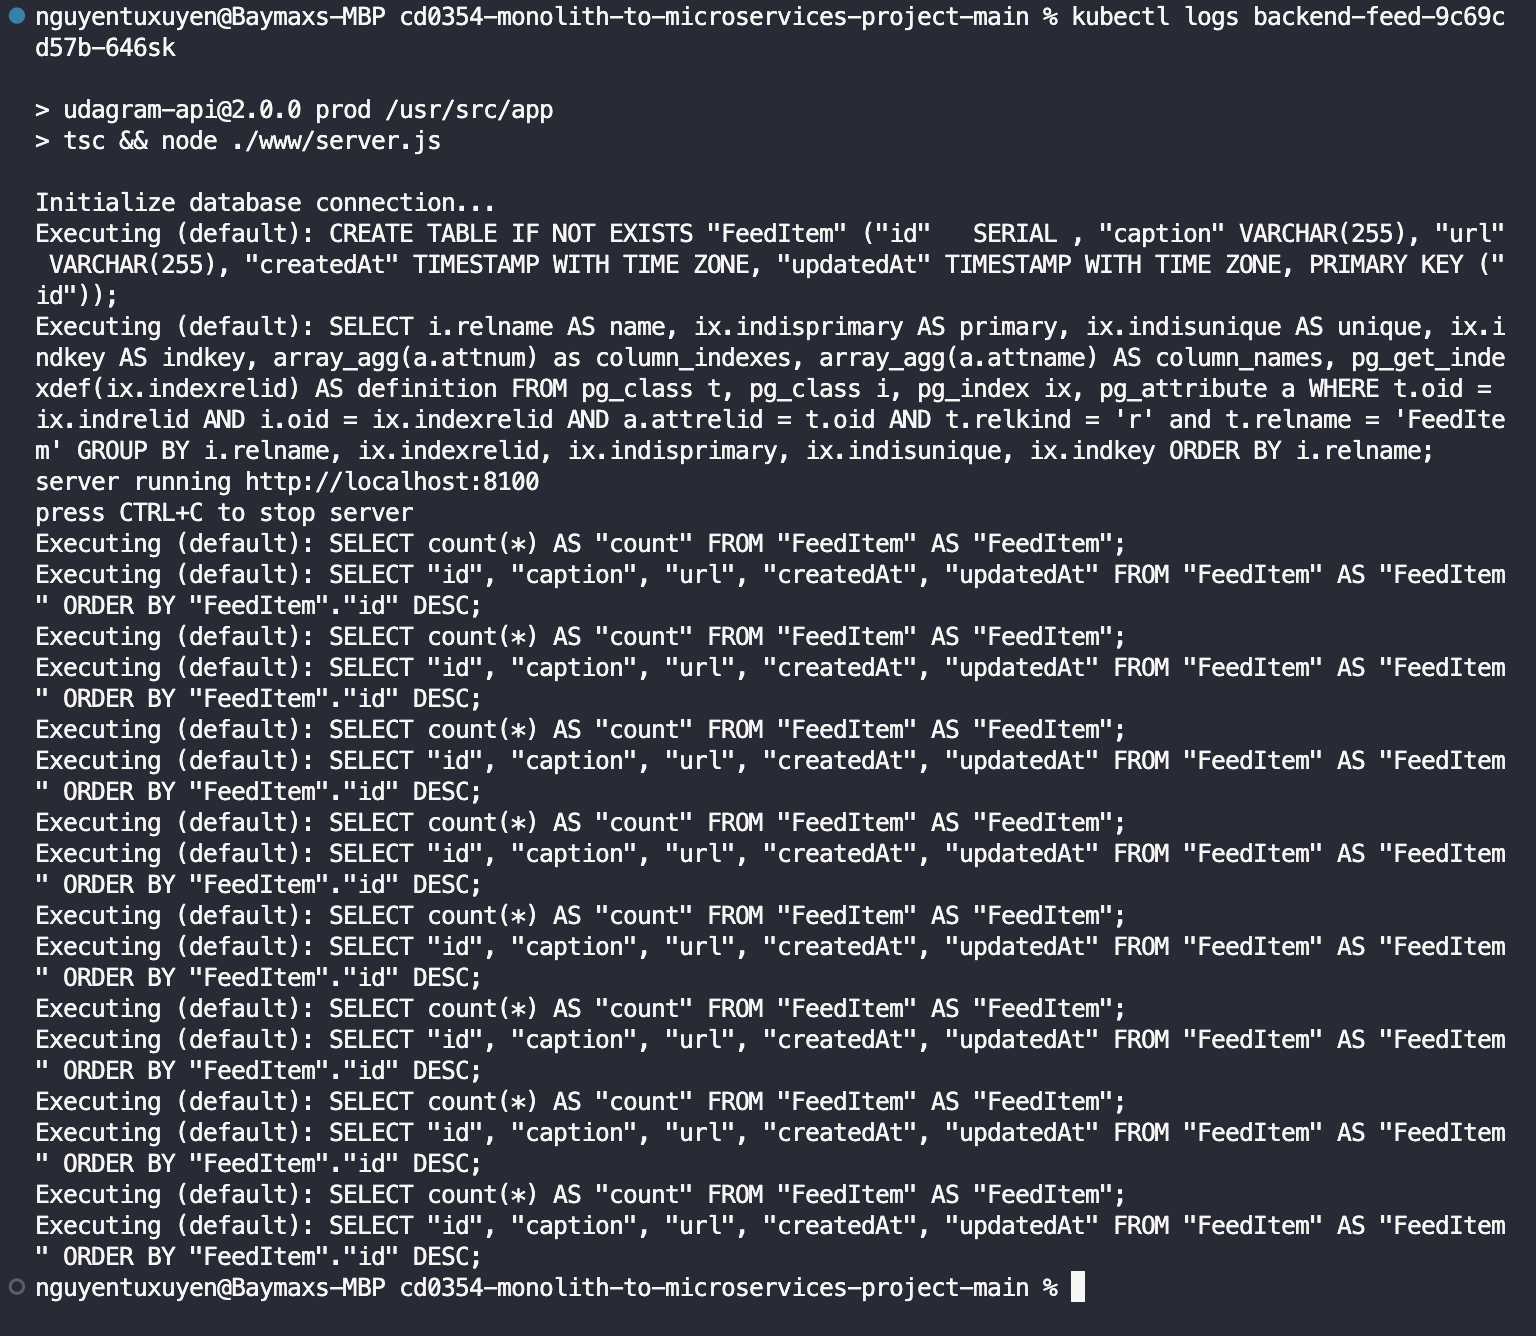 nguyentuxuyen@Baymaxs-MBP cd0354-monolith-to-microservices-project-main % kubectl logs backend-feed-9c69c
d57b-646sk
> udagram-api@2.0.0 prod /usr/src/app
> tsc && node ./www/server.js
Initialize database connection...
Executing (default): CREATE TABLE IF NOT EXISTS "FeedItem" ("id"   SERIAL , "caption" VARCHAR(255), "url"
 VARCHAR(255), "createdAt" TIMESTAMP WITH TIME ZONE, "updatedAt" TIMESTAMP WITH TIME ZONE, PRIMARY KEY ("
id"));
Executing (default): SELECT i.relname AS name, ix.indisprimary AS primary, ix.indisunique AS unique, ix.i
ndkey AS indkey, array_agg(a.attnum) as column_indexes, array_agg(a.attname) AS column_names, pg_get_inde
xdef(ix.indexrelid) AS definition FROM pg_class t, pg_class i, pg_index ix, pg_attribute a WHERE t.oid =
ix.indrelid AND i.oid = ix.indexrelid AND a.attrelid = t.oid AND t.relkind = 'r' and t.relname = 'FeedIte
m' GROUP BY i.relname, ix.indexrelid, ix.indisprimary, ix.indisunique, ix.indkey ORDER BY i.relname;
server running http://localhost:8100
press CTRL+C to stop server
Executing (default): SELECT count(*) AS "count" FROM "FeedItem" AS "FeedItem";
Executing (default): SELECT "id", "caption", "url", "createdAt", "updatedAt" FROM "FeedItem" AS "FeedItem
" ORDER BY "FeedItem"."id" DESC;
Executing (default): SELECT count(*) AS "count" FROM "FeedItem" AS "FeedItem";
Executing (default): SELECT "id", "caption", "url", "createdAt", "updatedAt" FROM "FeedItem" AS "FeedItem
" ORDER BY "FeedItem"."id" DESC;
Executing (default): SELECT count(*) AS "count" FROM "FeedItem" AS "FeedItem";
Executing (default): SELECT "id", "caption", "url", "createdAt", "updatedAt" FROM "FeedItem" AS "FeedItem
" ORDER BY "FeedItem"."id" DESC;
Executing (default): SELECT count(*) AS "count" FROM "FeedItem" AS "FeedItem";
Executing (default): SELECT "id", "caption", "url", "createdAt", "updatedAt" FROM "FeedItem" AS "FeedItem
" ORDER BY "FeedItem"."id" DESC;
Executing (default): SELECT count(*) AS "count" FROM "FeedItem" AS "FeedItem";
Executing (default): SELECT "id", "caption", "url", "createdAt", "updatedAt" FROM "FeedItem" AS "FeedItem
" ORDER BY "FeedItem"."id" DESC;
Executing (default): SELECT count(*) AS "count" FROM "FeedItem" AS "FeedItem";
Executing (default): SELECT "id", "caption", "url", "createdAt", "updatedAt" FROM "FeedItem" AS "FeedItem
" ORDER BY "FeedItem"."id" DESC;
Executing (default): SELECT count(*) AS "count" FROM "FeedItem" AS "FeedItem";
Executing (default): SELECT "id", "caption", "url", "createdAt", "updatedAt" FROM "FeedItem" AS "FeedItem
" ORDER BY "FeedItem"."id" DESC;
Executing (default): SELECT count(*) AS "count" FROM "FeedItem" AS "FeedItem";
Executing (default): SELECT "id", "caption", "url", "createdAt", "updatedAt" FROM "FeedItem" AS "FeedItem
" ORDER BY "FeedItem"."id" DESC;
nguyentuxuyen@Baymaxs-MBP cd0354-monolith-to-microservices-project-main %